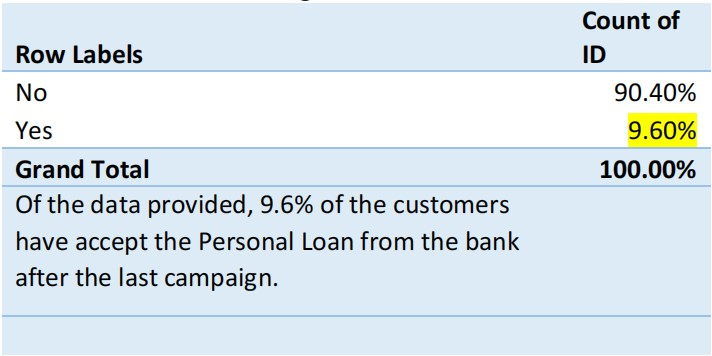 Count of
Row Labels ID
No 90.40%
Yes 9.60%
Grand Total 100.00%
Of the data provided, 9.6% of the customers
have accept the Personal Loan from the bank
after the last campaign.